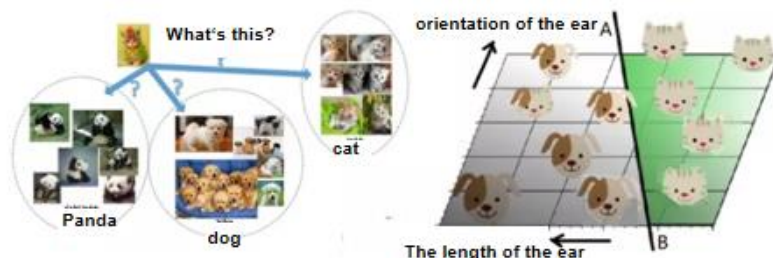 What's this?
?
?
Panda
dog
cat
orientation of the ear
A
B
The length of the ear